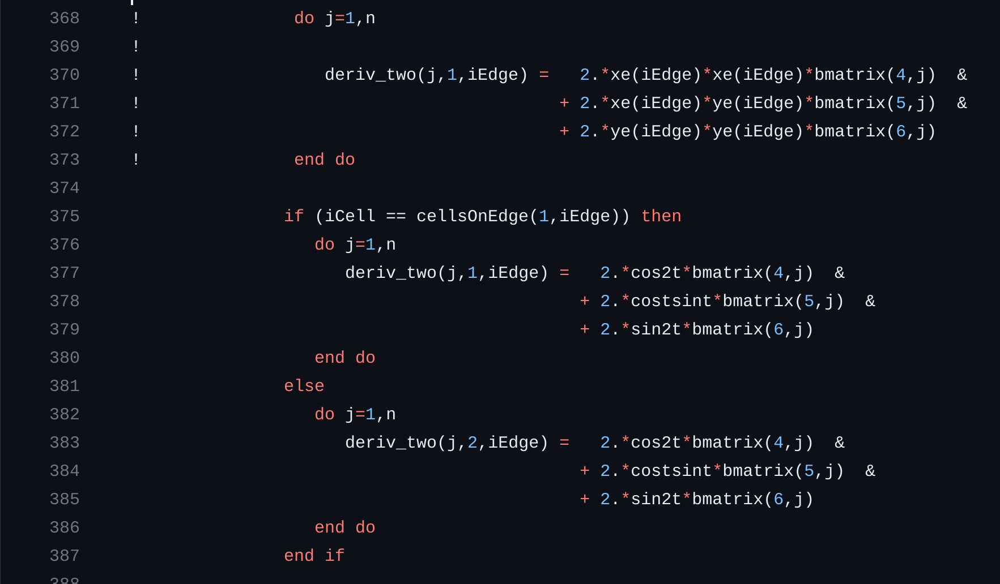 368     !               do j=1,n
369     !
370     !                  deriv_two(j,1,iEdge) =   2.*xe(iEdge)*xe(iEdge)*bmatrix(4,j)  &
371     !                                         + 2.*xe(iEdge)*ye(iEdge)*bmatrix(5,j)  &
372     !                                         + 2.*ye(iEdge)*ye(iEdge)*bmatrix(6,j)
373     !               end do
374
375                    if (iCell == cellsOnEdge(1,iEdge)) then
376                       do j=1,n
377                          deriv_two(j,1,iEdge) =   2.*cos2t*bmatrix(4,j)  &
378                                                 + 2.*costsint*bmatrix(5,j)  &
379                                                 + 2.*sin2t*bmatrix(6,j)
380                       end do
381                    else
382                       do j=1,n
383                          deriv_two(j,2,iEdge) =   2.*cos2t*bmatrix(4,j)  &
384                                                 + 2.*costsint*bmatrix(5,j)  &
385                                                 + 2.*sin2t*bmatrix(6,j)
386                       end do
387                    end if
388